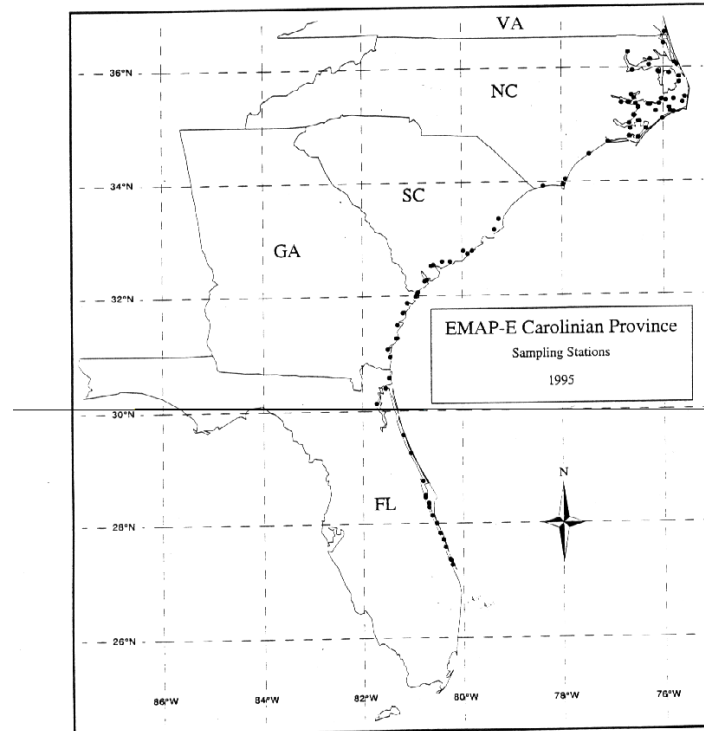 VA
36°N
NC
34°N
SC
GA
32°N
EMAP-E Carolinian Province
Sampling Stations
1995
30°N
N
FL
28°N
26°N
86°W 84°W 82°W 80°W 78°W 76°W